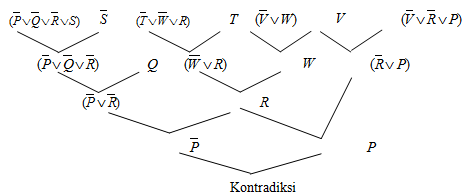 (P̅∨Q̅∨R̅∨S) S̅ (T̅∨W̅∨R) T (V̅∨W) V (V̅∨R̅∨P)
(P̅∨Q̅∨R̅) Q (W̅∨R) W (R̅∨P)
(P̅∨R̅) R
P̅ P
Kontradiksi